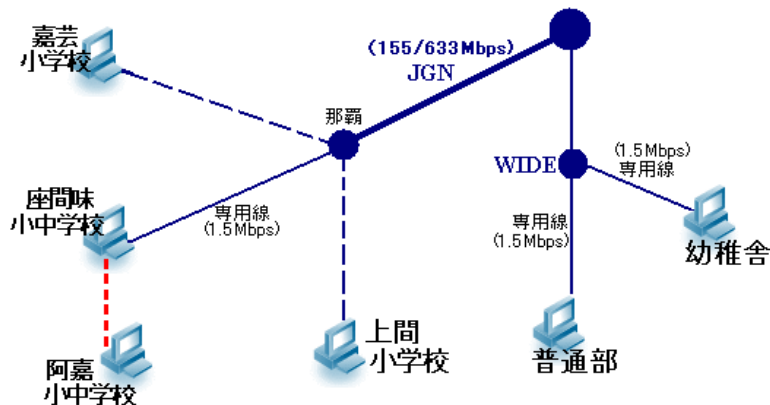 嘉芸
小学校
(155/633Mbps)
JGN
那覇
WIDE
(1.5Mbps)
専用線
座間味
小中学校
専用線
(1.5Mbps)
専用線
(1.5Mbps)
幼稚舎
阿嘉
小中学校
上間
小学校
普通部